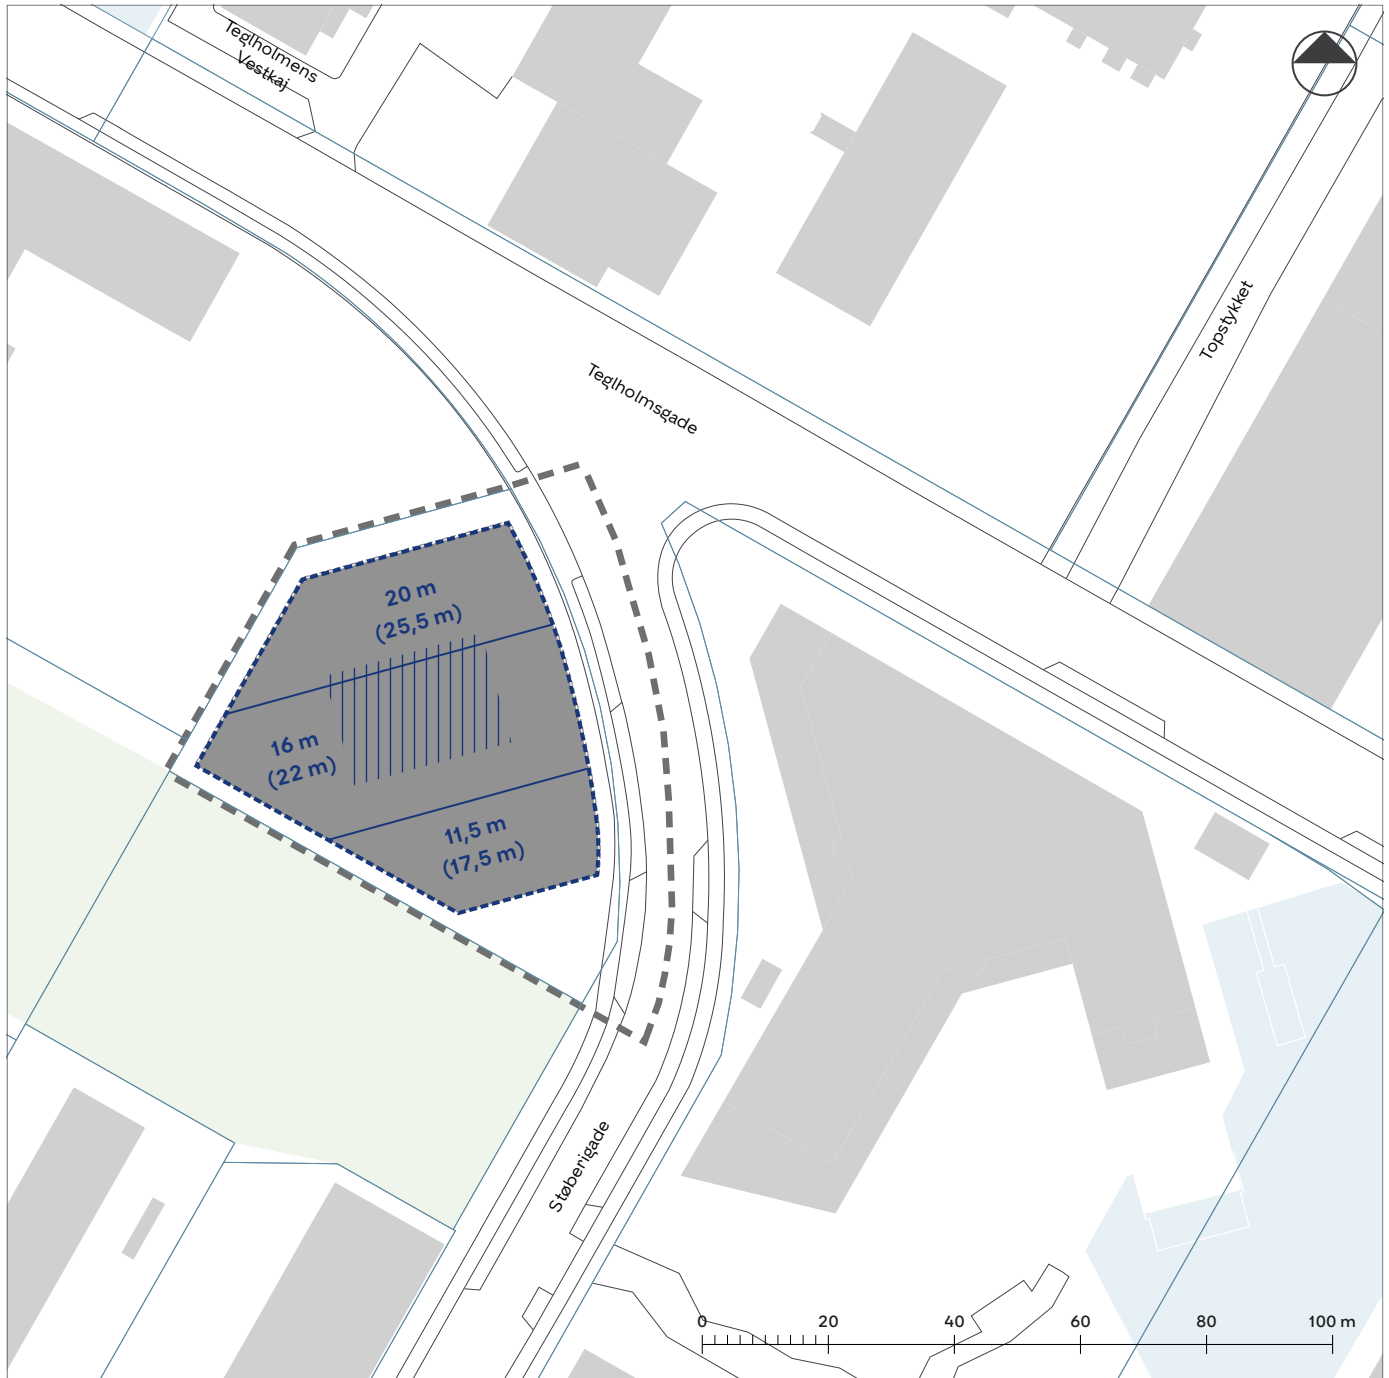 Teglholmens
Vestkaj
Topstykket
Teglholmsgade
20 m
(25,5 m)
16 m
(22 m)
11,5 m
(17,5 m)
Støberigade
0 20 40 60 80 100 m